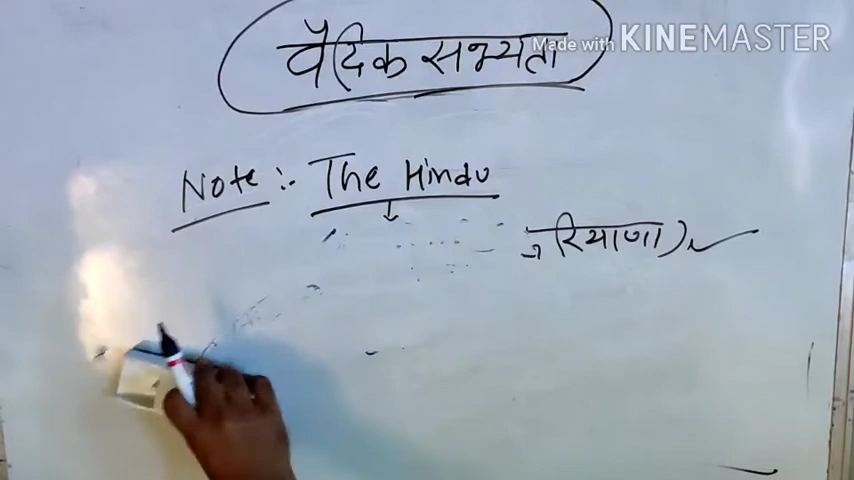 वैदिक सभ्यता
Made with KINEMASTER
Note :- The Hindu
रियाणा)